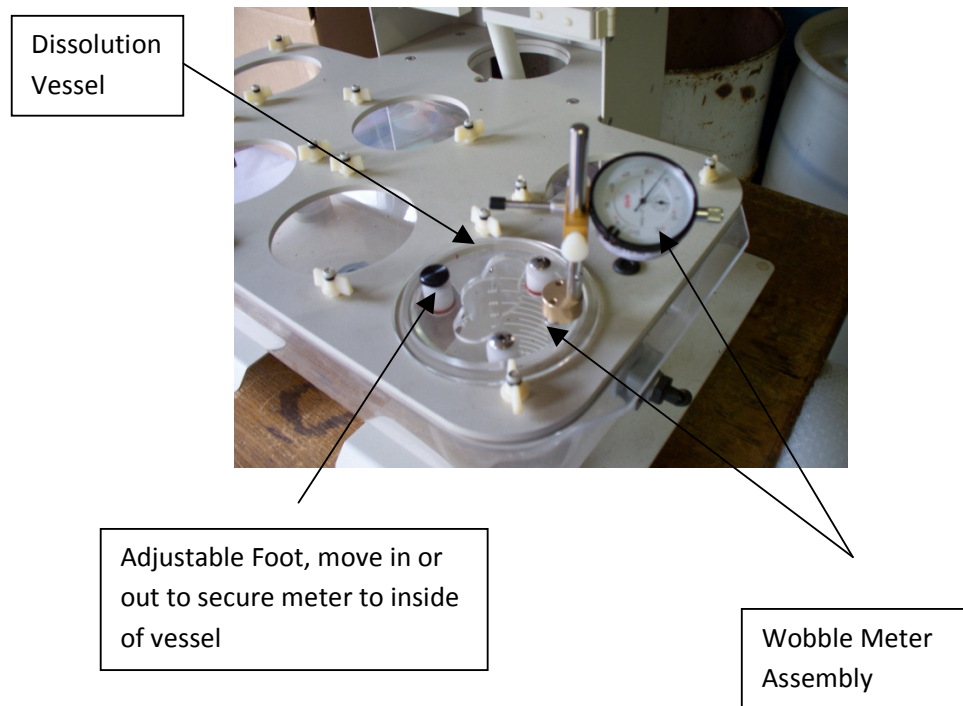 Dissolution
Vessel
Adjustable Foot, move in or
out to secure meter to inside
of vessel
Wobble Meter
Assembly